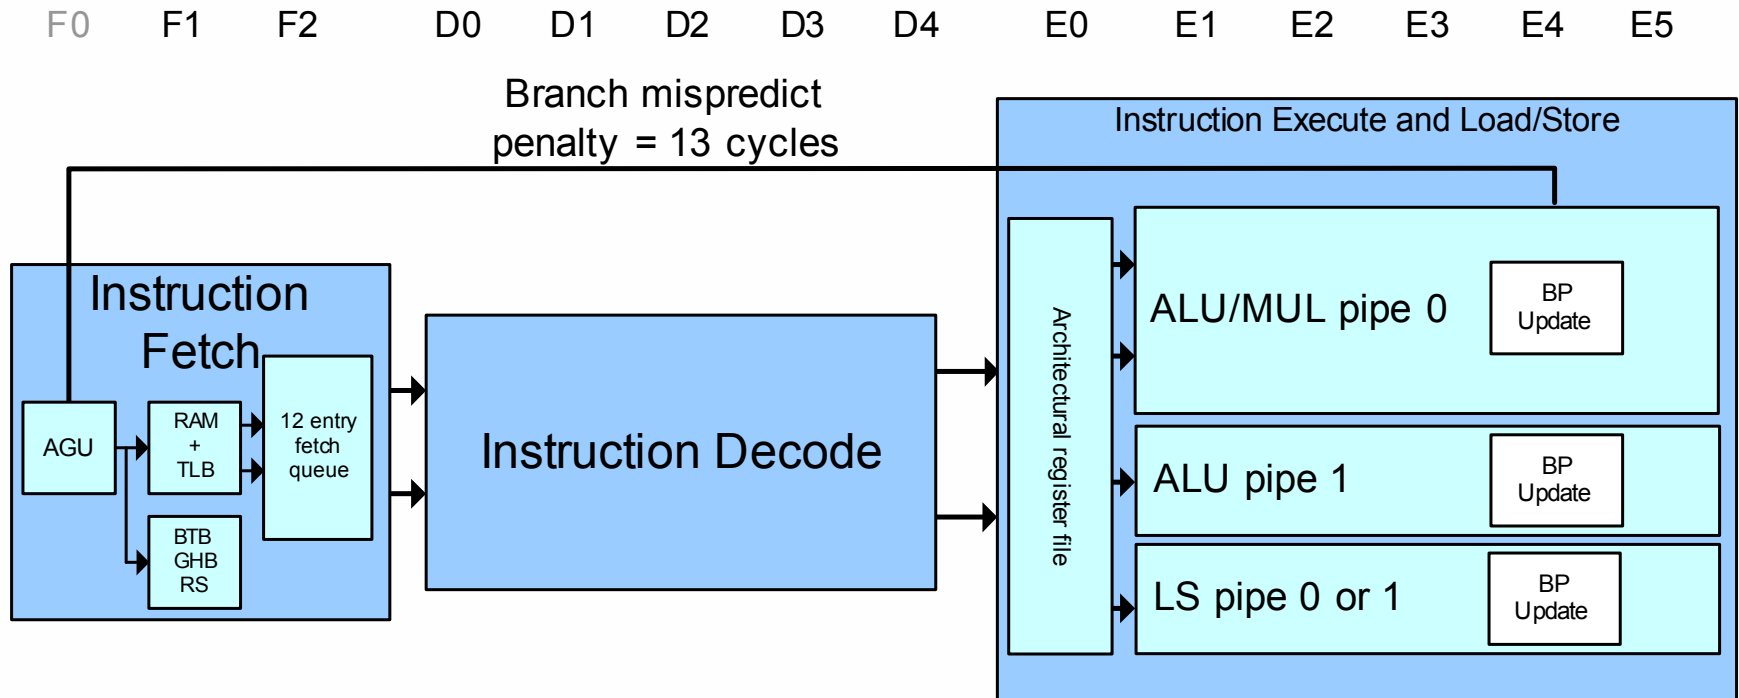 F0 F1 F2 D0 D1 D2 D3 D4 E0 E1 E2 E3 E4 E5
Branch mispredict
penalty = 13 cycles
Instruction Execute and Load/Store
Instruction
Fetch
AGU
RAM
+
TLB
12 entry
fetch
queue
BTB
GHB
RS
Instruction Decode
Architectural register file
ALU/MUL pipe 0
BP
Update
ALU pipe 1
BP
Update
LS pipe 0 or 1
BP
Update